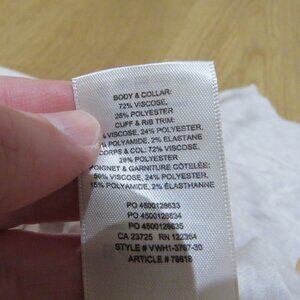 BODY & COLLAR:
72% VISCOSE,
28% POLYESTER
CUFF & RIB TRIM:
% VISCOSE, 24% POLYESTER,
POLYAMIDE, 2% ELASTANE
CORPS & COL: 72% VISCOSE,
28% POLYESTER
POIGNET & GARNITURE CÔTELÉE:
% VISCOSE, 24% POLYESTER,
15% POLYAMIDE, 2% ÉLASTHANNE
PO 4500128633
PO 4500128634
PO 4500128635
CA 23725 RN 122354
STYLE # VWH1-3787-30
ARTICLE # 78618